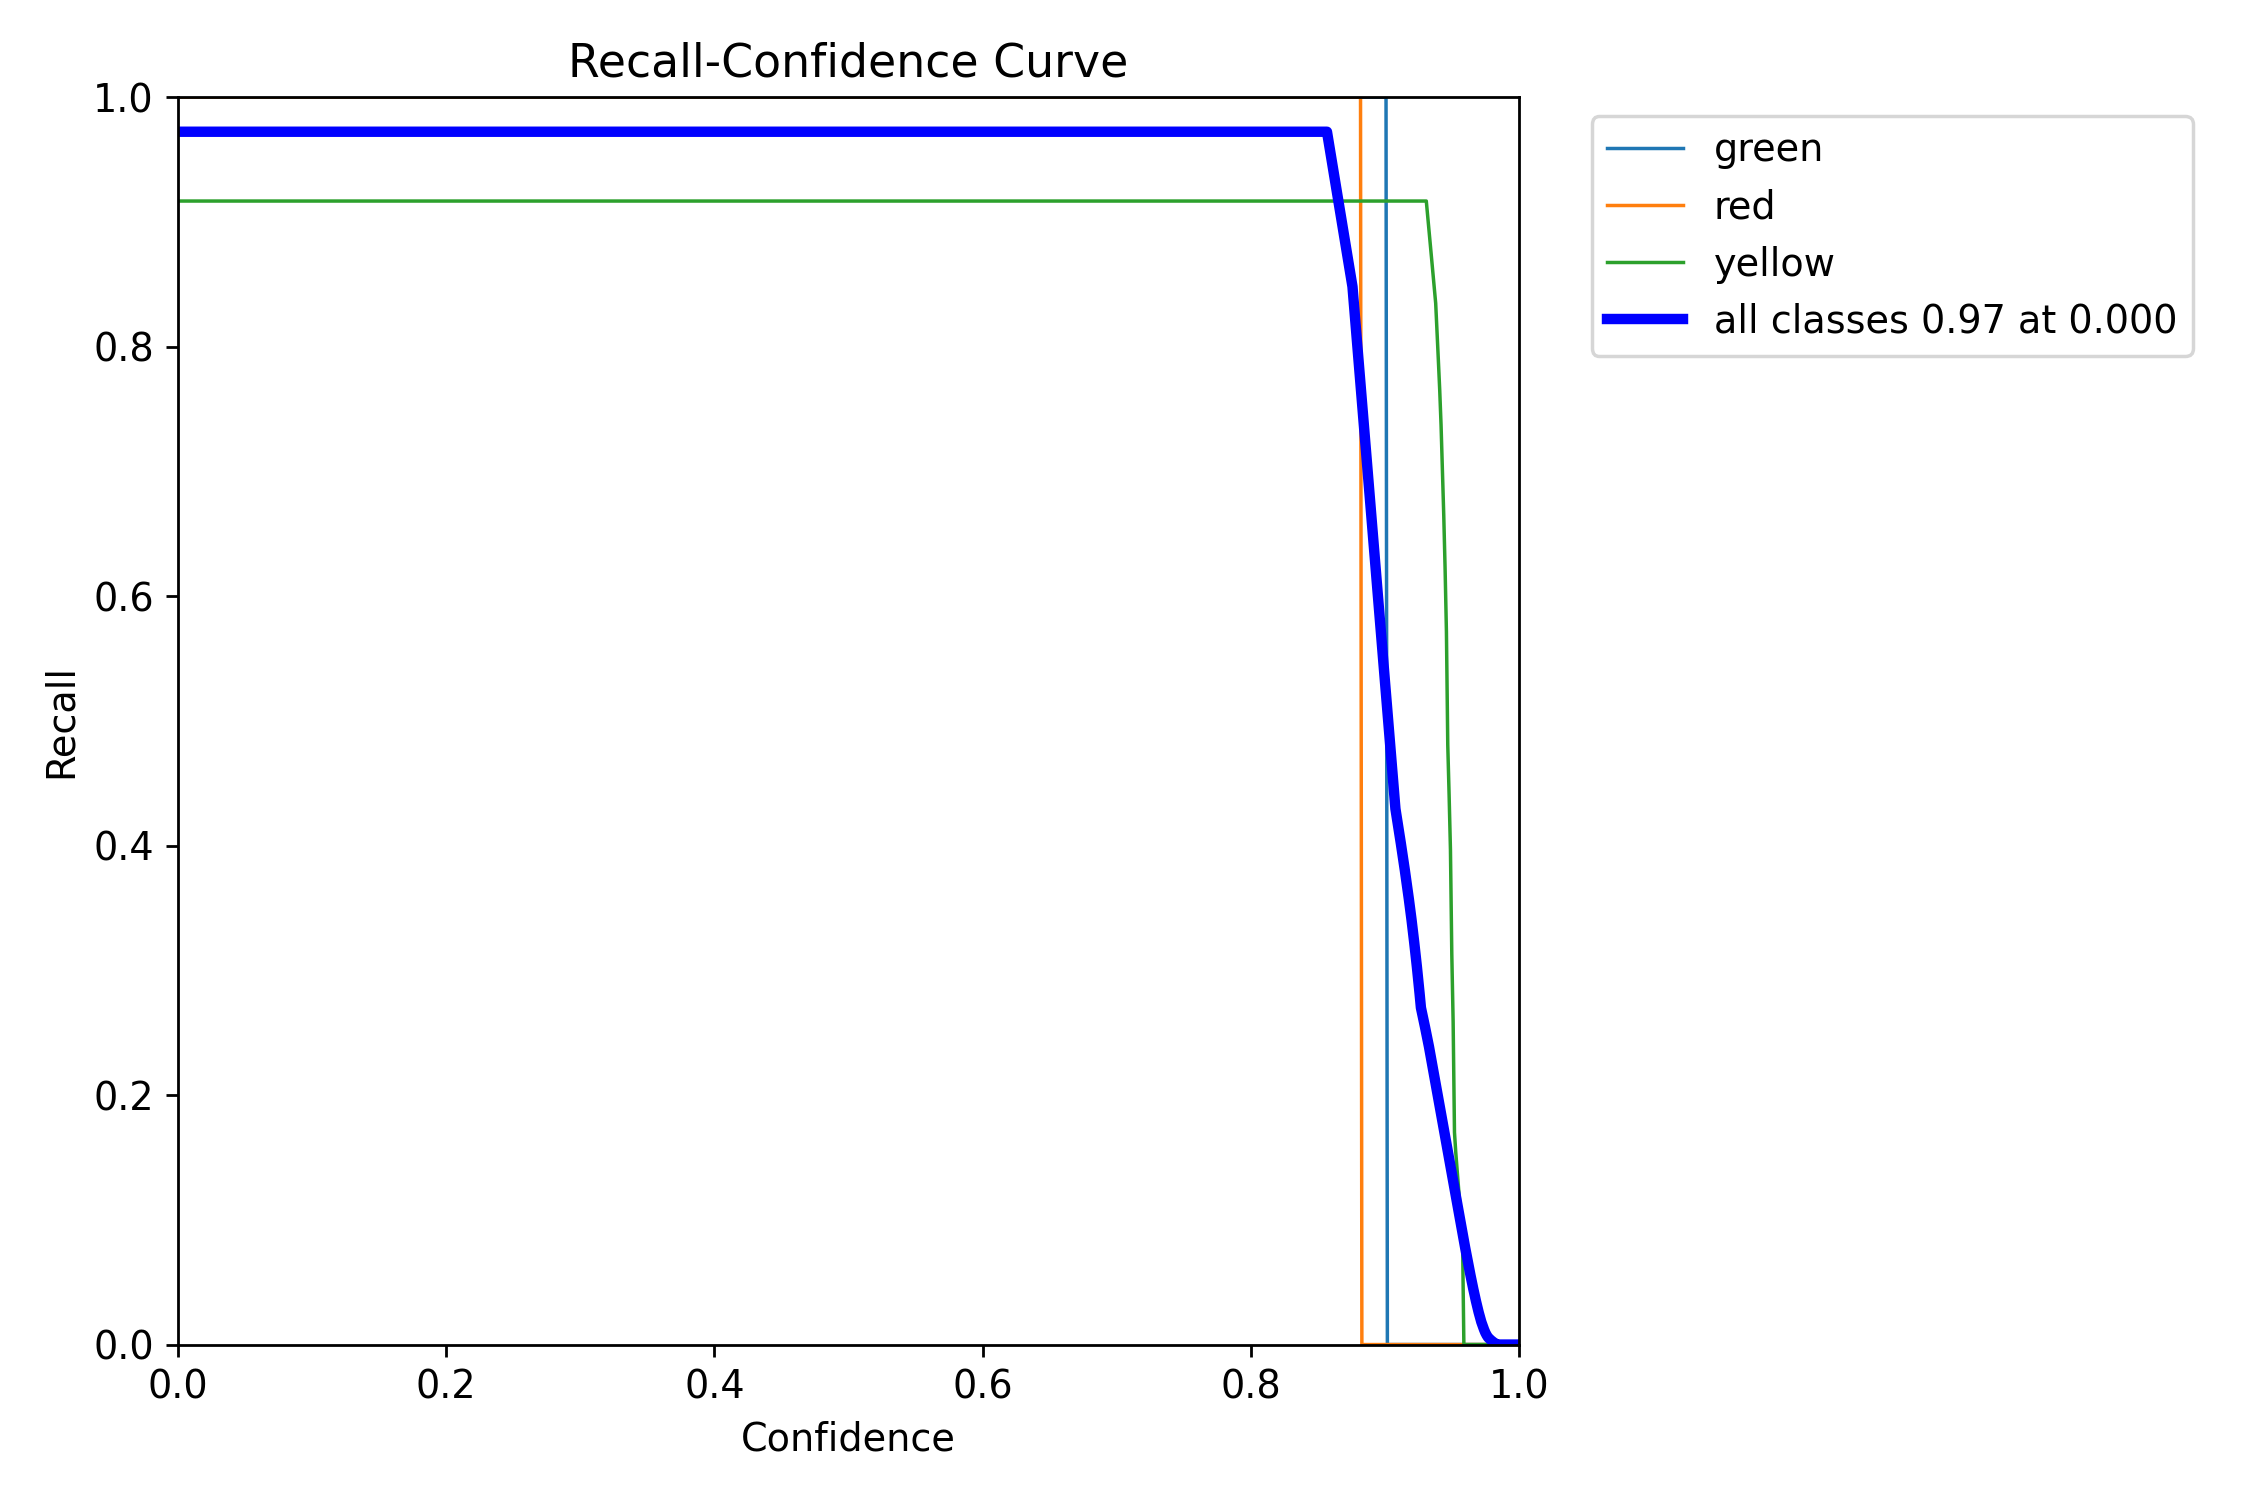 Recall-Confidence Curve
1.0
0.8
0.6
0.4
0.2
0.0
Recall
0.0 0.2 0.4 0.6 0.8 1.0
Confidence
green
red
yellow
all classes 0.97 at 0.000